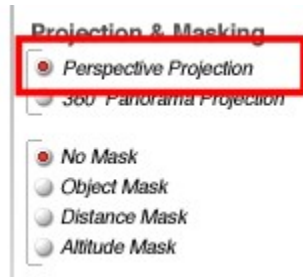 Projection & Masking
Perspective Projection
360 Panorama Projection
No Mask
Object Mask
Distance Mask
Altitude Mask